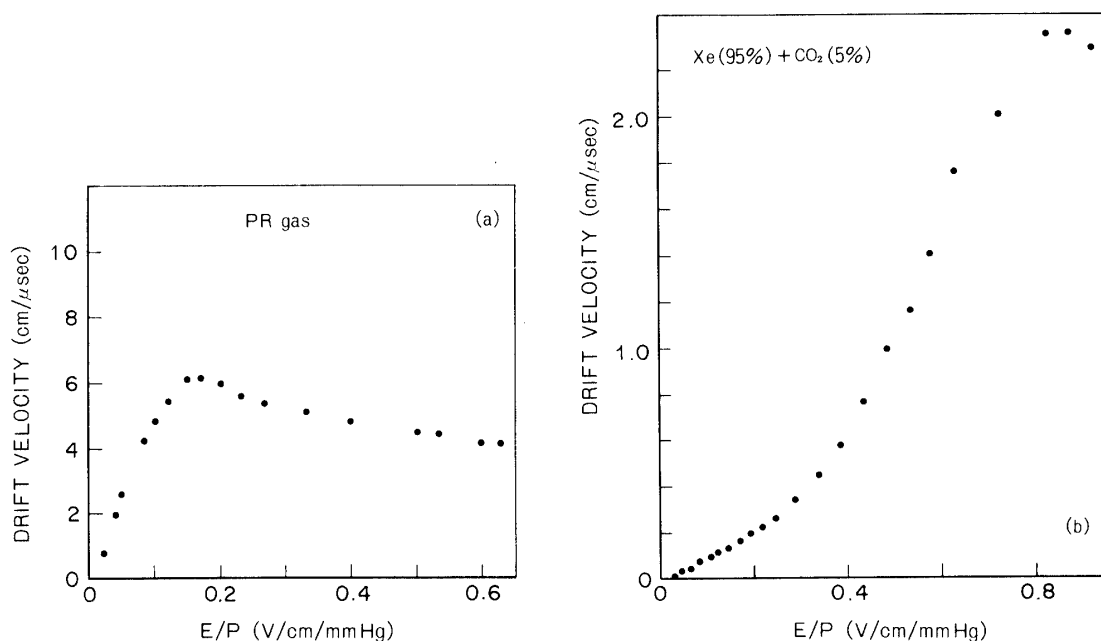 PR gas
(a)
DRIFT VELOCITY (cm/μsec)
10
8
6
4
2
0
0
0.2
0.4
0.6
E/P (V/cm/mmHg)
Xe(95%)+CO₂(5%)
DRIFT VELOCITY (cm/μsec)
2.0
1.0
0
0
0.4
0.8
(b)
E/P (V/cm/mmHg)